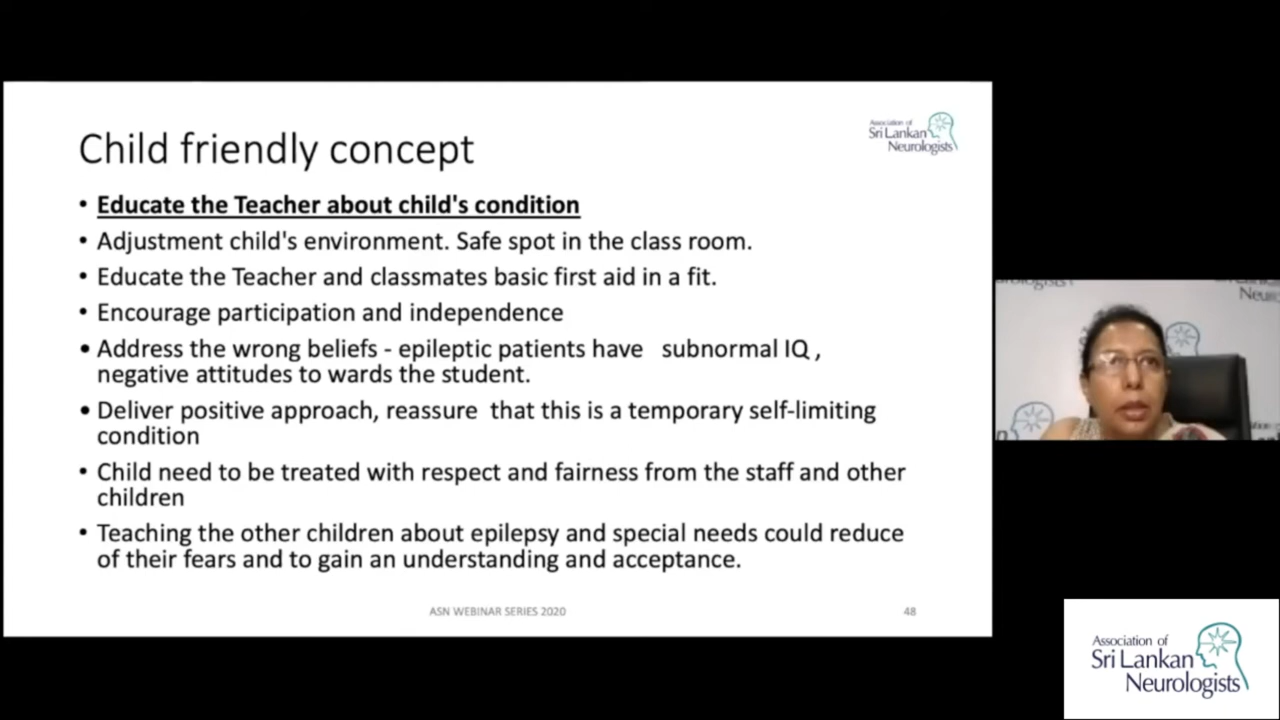 Child friendly concept
Association of
Sri Lankan
Neurologists
• Educate the Teacher about child's condition
• Adjustment child's environment. Safe spot in the class room.
• Educate the Teacher and classmates basic first aid in a fit.
• Encourage participation and independence
• Address the wrong beliefs - epileptic patients have subnormal IQ ,
negative attitudes to wards the student.
• Deliver positive approach, reassure that this is a temporary self-limiting
condition
• Child need to be treated with respect and fairness from the staff and other
children
• Teaching the other children about epilepsy and special needs could reduce
of their fears and to gain an understanding and acceptance.
ASN WEBINAR SERIES 2020
48
Association of
Sri Lankan
Neurologists